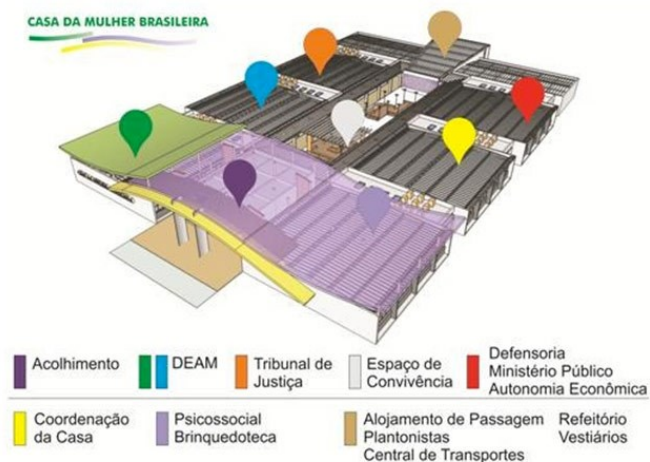 CASA DA MULHER BRASILEIRA
Acolhimento
DEAM
Tribunal de
Justiça
Espaço de
Convivência
Defensoria
Ministério Público
Autonomia Econômica
Coordenação
da Casa
Psicossocial
Brinquedoteca
Alojamento de Passagem
Plantonistas
Central de Transportes
Refeitório
Vestiários